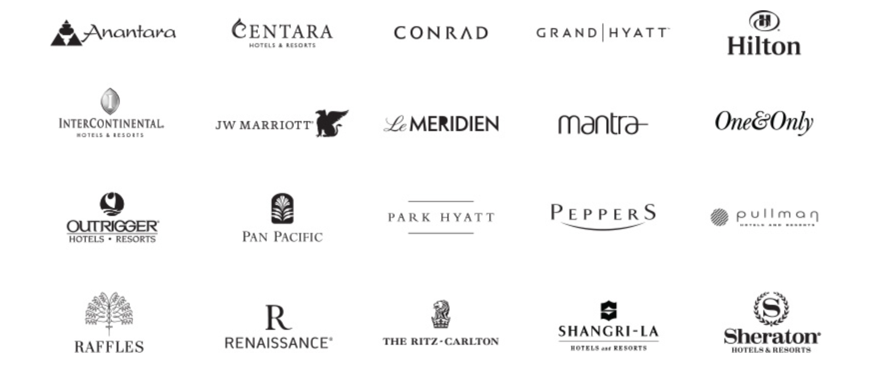 Anantara
CENTARA
HOTELS & RESORTS
CONRAD
GRAND|HYATT
H
Hilton
INTERCONTINENTAL.
HOTELS & RESORTS
JW MARRIOTT
Le MERIDIEN
mantra
One&Only
OUTRIGGER
HOTELS • RESORTS
PAN PACIFIC
PARK HYATT
PEPPERS
pullman
HOTELS AND RESORTS
RAFFLES
R
RENAISSANCE®
THE RITZ-CARLTON
SHANGRI-LA
HOTELS and RESORTS
S
Sheraton®
HOTELS & RESORTS